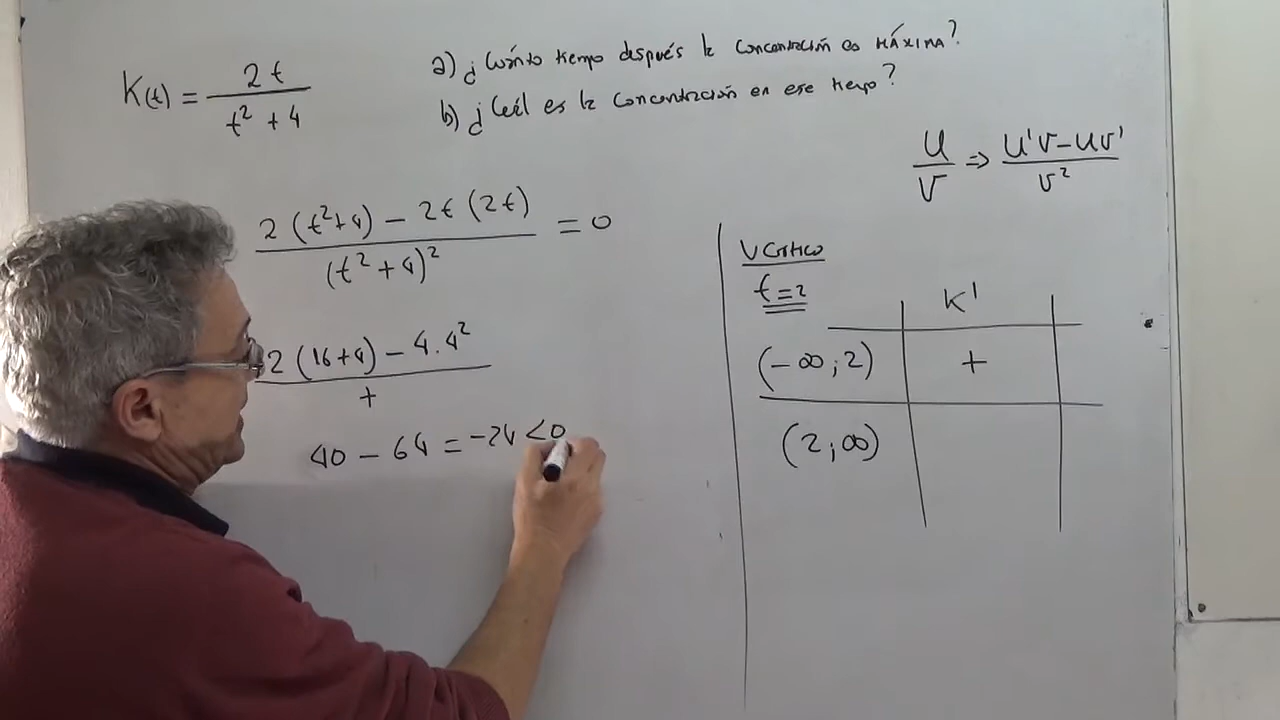 K(t) = 2t / t² + 4
a) ¿Cuánto tiempo después la concentración es MÁXIMA?
b) ¿Cuál es la concentración en ese tiempo?
U / V ⇒ U'V - UV' / V²
2 (t² + 4) - 2t (2t) / (t² + 4)² = 0
2 (16 + 4) - 4.4² / +
40 - 64 = -24 < 0
V Crítico
t = 2
K'
(-∞; 2) +
(2; ∞)